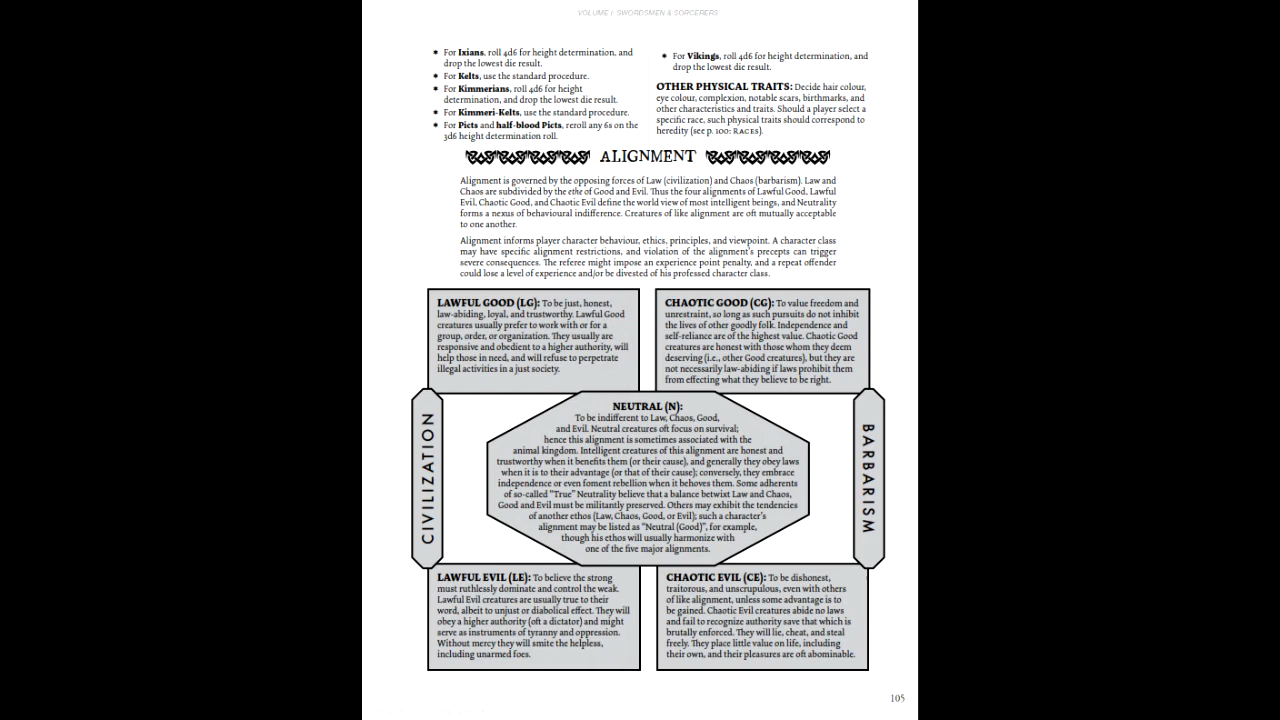 VOLUME I: SWORDSMEN & SORCERERS
* For Ixians, roll 4d6 for height determination, and
drop the lowest die result.
* For Kelts, use the standard procedure.
* For Kimmerians, roll 4d6 for height
determination, and drop the lowest die result.
* For Kimmeri-Kelts, use the standard procedure.
* For Picts and half-blood Picts, reroll any 6s on the
3d6 height determination roll.
* For Vikings, roll 4d6 for height determination, and
drop the lowest die result.
OTHER PHYSICAL TRAITS: Decide hair colour,
eye colour, complexion, notable scars, birthmarks, and
other characteristics and traits. Should a player select a
specific race, such physical traits should correspond to
heredity (see p. 100: RACES).
ALIGNMENT
Alignment is governed by the opposing forces of Law (civilization) and Chaos (barbarism). Law and
Chaos are subdivided by the ethe of Good and Evil. Thus the four alignments of Lawful Good, Lawful
Evil, Chaotic Good, and Chaotic Evil define the world view of most intelligent beings, and Neutrality
forms a nexus of behavioural indifference. Creatures of like alignment are oft mutually acceptable
to one another.
Alignment informs player character behaviour, ethics, principles, and viewpoint. A character class
may have specific alignment restrictions, and violation of the alignment's precepts can trigger
severe consequences. The referee might impose an experience point penalty, and a repeat offender
could lose a level of experience and/or be divested of his professed character class.
LAWFUL GOOD (LG): To be just, honest,
law-abiding, loyal, and trustworthy. Lawful Good
creatures usually prefer to work with or for a
group, order, or organization. They usually are
responsive and obedient to a higher authority, will
help those in need, and will refuse to perpetrate
illegal activities in a just society.
CHAOTIC GOOD (CG): To value freedom and
unrestraint, so long as such pursuits do not inhibit
the lives of other goodly folk. Independence and
self-reliance are of the highest value. Chaotic Good
creatures are honest with those whom they deem
deserving (i.e., other Good creatures), but they are
not necessarily law-abiding if laws prohibit them
from effecting what they believe to be right.
CIVILIZATION
NEUTRAL (N):
To be indifferent to Law, Chaos, Good,
and Evil. Neutral creatures oft focus on survival;
hence this alignment is sometimes associated with the
animal kingdom. Intelligent creatures of this alignment are honest and
trustworthy when it benefits them (or their cause), and generally they obey laws
when it is to their advantage (or that of their cause); conversely, they embrace
independence or even foment rebellion when it behoves them. Some adherents
of so-called "True" Neutrality believe that a balance betwixt Law and Chaos,
Good and Evil must be militantly preserved. Others may exhibit the tendencies
of another ethos (Law, Chaos, Good, or Evil); such a character's
alignment may be listed as "Neutral (Good)", for example,
though his ethos will usually harmonize with
one of the five major alignments.
BARBARISM
LAWFUL EVIL (LE): To believe the strong
must ruthlessly dominate and control the weak.
Lawful Evil creatures are usually true to their
word, albeit to unjust or diabolical effect. They will
obey a higher authority (oft a dictator) and might
serve as instruments of tyranny and oppression.
Without mercy they will smite the helpless,
including unarmed foes.
CHAOTIC EVIL (CE): To be dishonest,
traitorous, and unscrupulous, even with others
of like alignment, unless some advantage is to
be gained. Chaotic Evil creatures abide no laws
and fail to recognize authority save that which is
brutally enforced. They will lie, cheat, and steal
freely. They place little value on life, including
their own, and their pleasures are oft abominable.
105